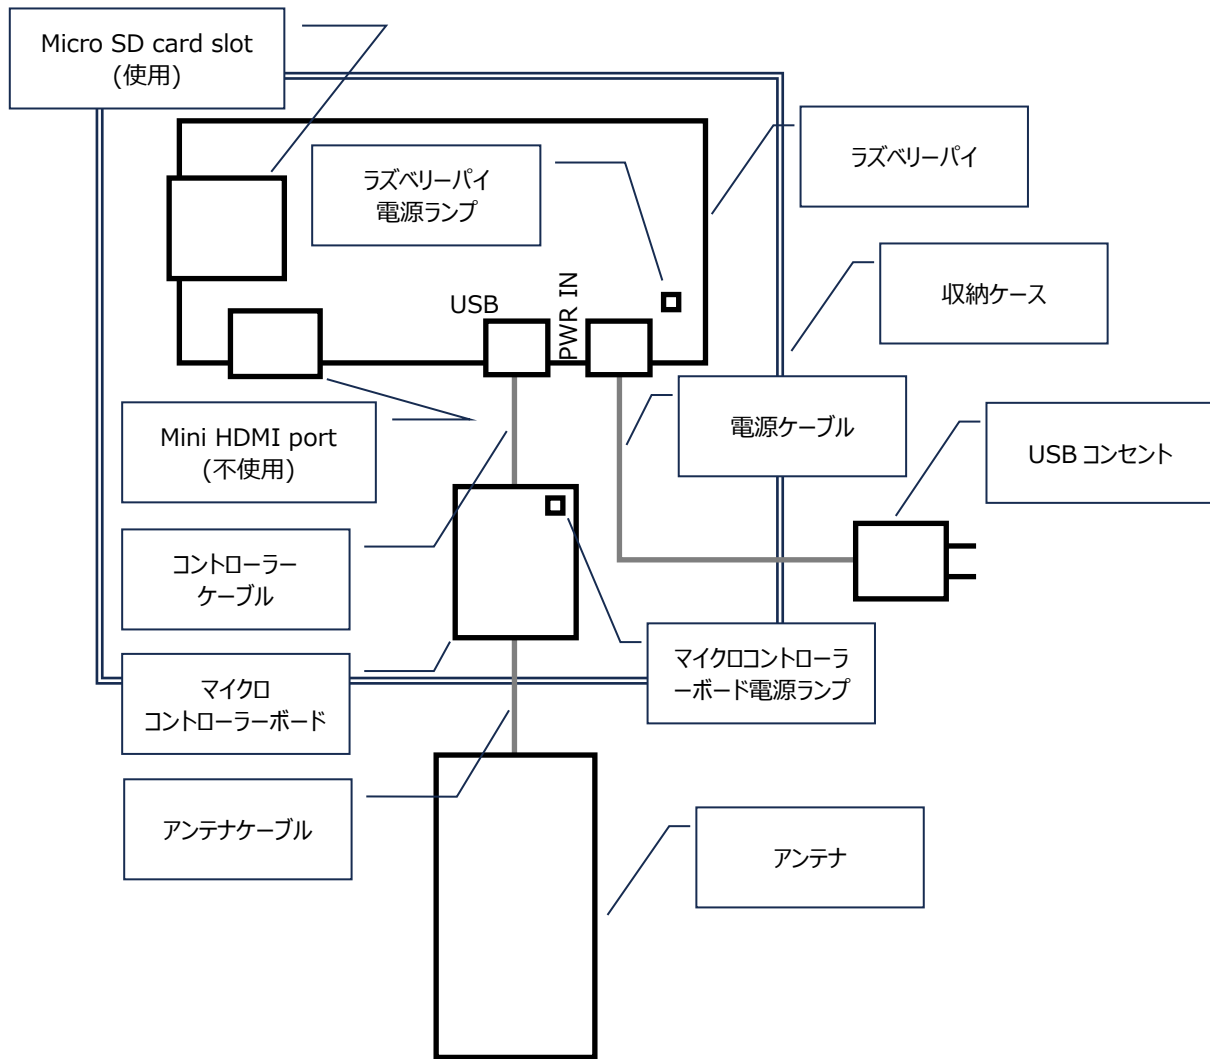 Micro SD card slot
(使用)
ラズベリーパイ
ラズベリーパイ
電源ランプ
収納ケース
USB
PWR IN
電源ケーブル
USB コンセント
Mini HDMI port
(不使用)
コントローラー
ケーブル
マイクロ
コントローラーボード
マイクロコントローラ
ーボード電源ランプ
アンテナケーブル
アンテナ